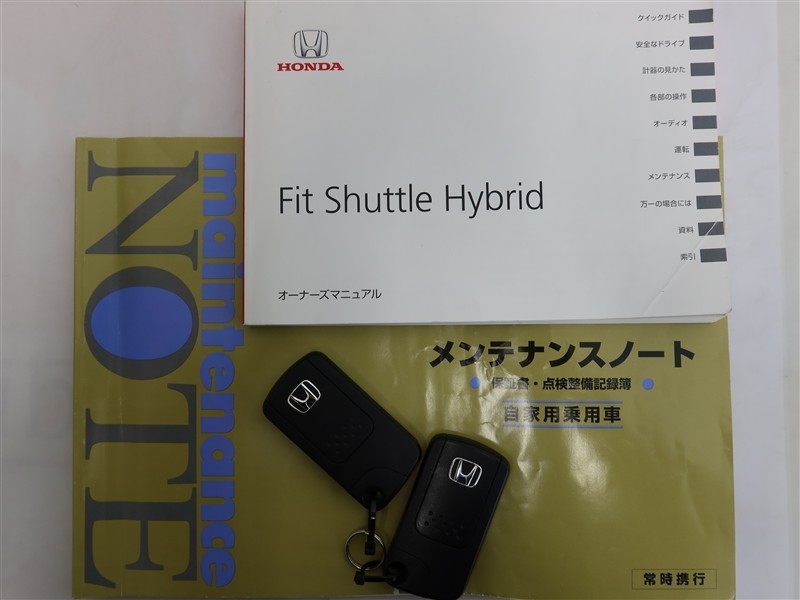 HONDA
Fit Shuttle Hybrid
オーナーズマニュアル
クイックガイド
安全なドライブ
計器の見かた
各部の操作
オーディオ
運転
メンテナンス
万一の場合には
資料
索引
maintenance
NOTE
メンテナンスノート
保証書・点検整備記録簿
自家用乗用車
常時携行